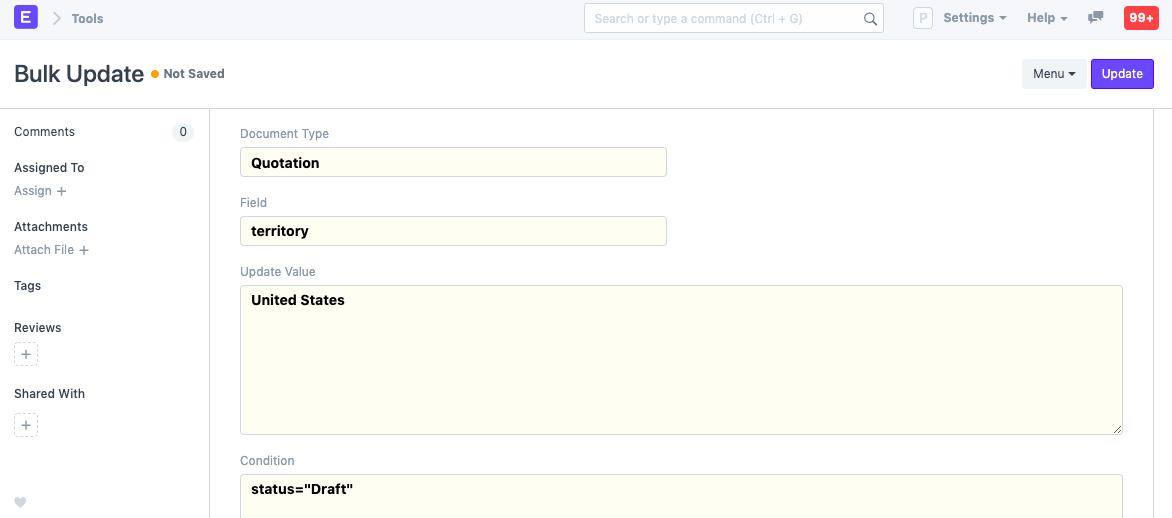 E
Tools
Search or type a command (Ctrl + G)
P
Settings
Help
99+
Bulk Update
Not Saved
Menu
Update
Comments
0
Assigned To
Assign +
Attachments
Attach File +
Tags
Reviews
+
Shared With
+
Document Type
Quotation
Field
territory
Update Value
United States
Condition
status="Draft"